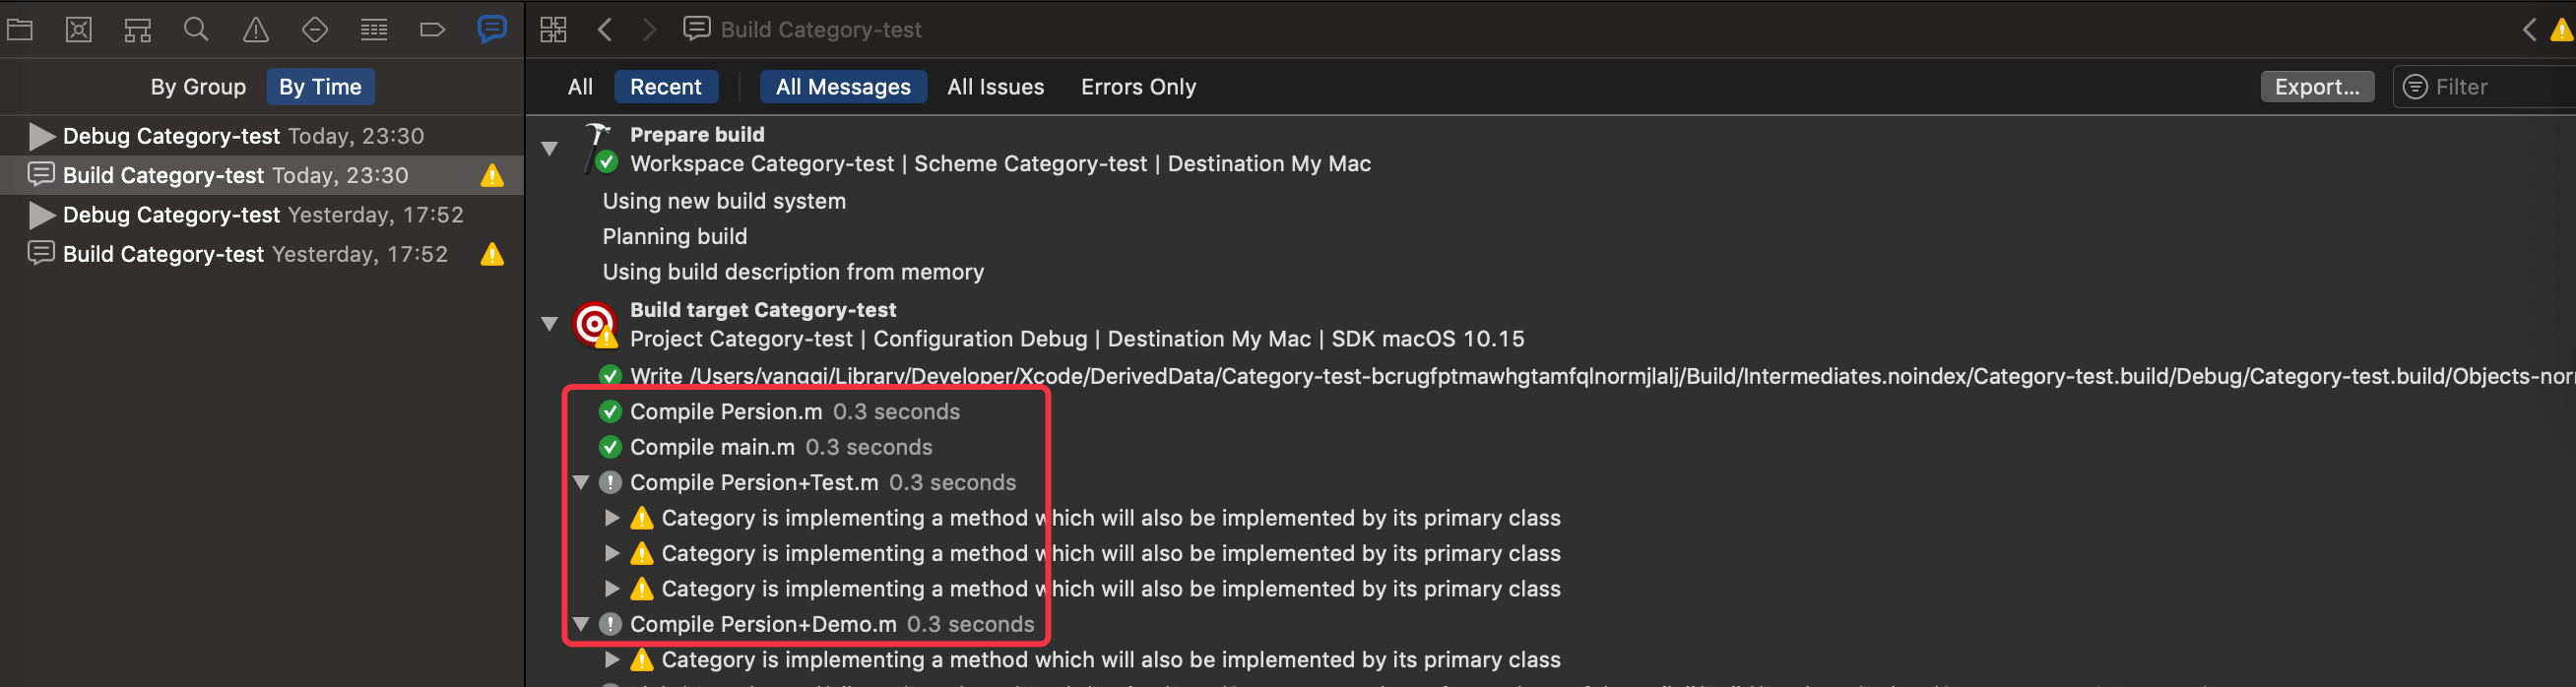 Build Category-test
By Group By Time
All Recent All Messages All Issues Errors Only Export... Filter
Debug Category-test Today, 23:30
Build Category-test Today, 23:30
Debug Category-test Yesterday, 17:52
Build Category-test Yesterday, 17:52
Prepare build
Workspace Category-test | Scheme Category-test | Destination My Mac
Using new build system
Planning build
Using build description from memory
Build target Category-test
Project Category-test | Configuration Debug | Destination My Mac | SDK macOS 10.15
Write /Users/yangqi/Library/Developer/Xcode/DerivedData/Category-test-bcrugfptmawhgtamfqlnormjlalj/Build/Intermediates.noindex/Category-test.build/Debug/Category-test.build/Objects-nor
Compile Persion.m 0.3 seconds
Compile main.m 0.3 seconds
Compile Persion+Test.m 0.3 seconds
Category is implementing a method which will also be implemented by its primary class
Category is implementing a method which will also be implemented by its primary class
Category is implementing a method which will also be implemented by its primary class
Compile Persion+Demo.m 0.3 seconds
Category is implementing a method which will also be implemented by its primary class